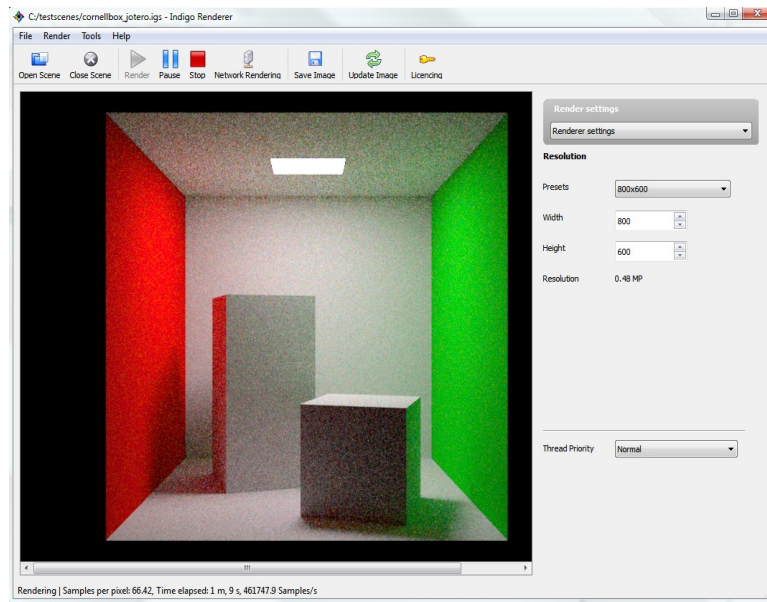 C:/testscenes/cornellbox_jotero.igs - Indigo Renderer
File Render Tools Help
Open Scene Close Scene Render Pause Stop Network Rendering Save Image Update Image Licencing
Render settings
Renderer settings
Resolution
Presets 800x600
Width 800
Height 600
Resolution 0.48 MP
Thread Priority Normal
Rendering | Samples per pixel: 66.42, Time elapsed: 1 m, 9 s, 461747.9 Samples/s